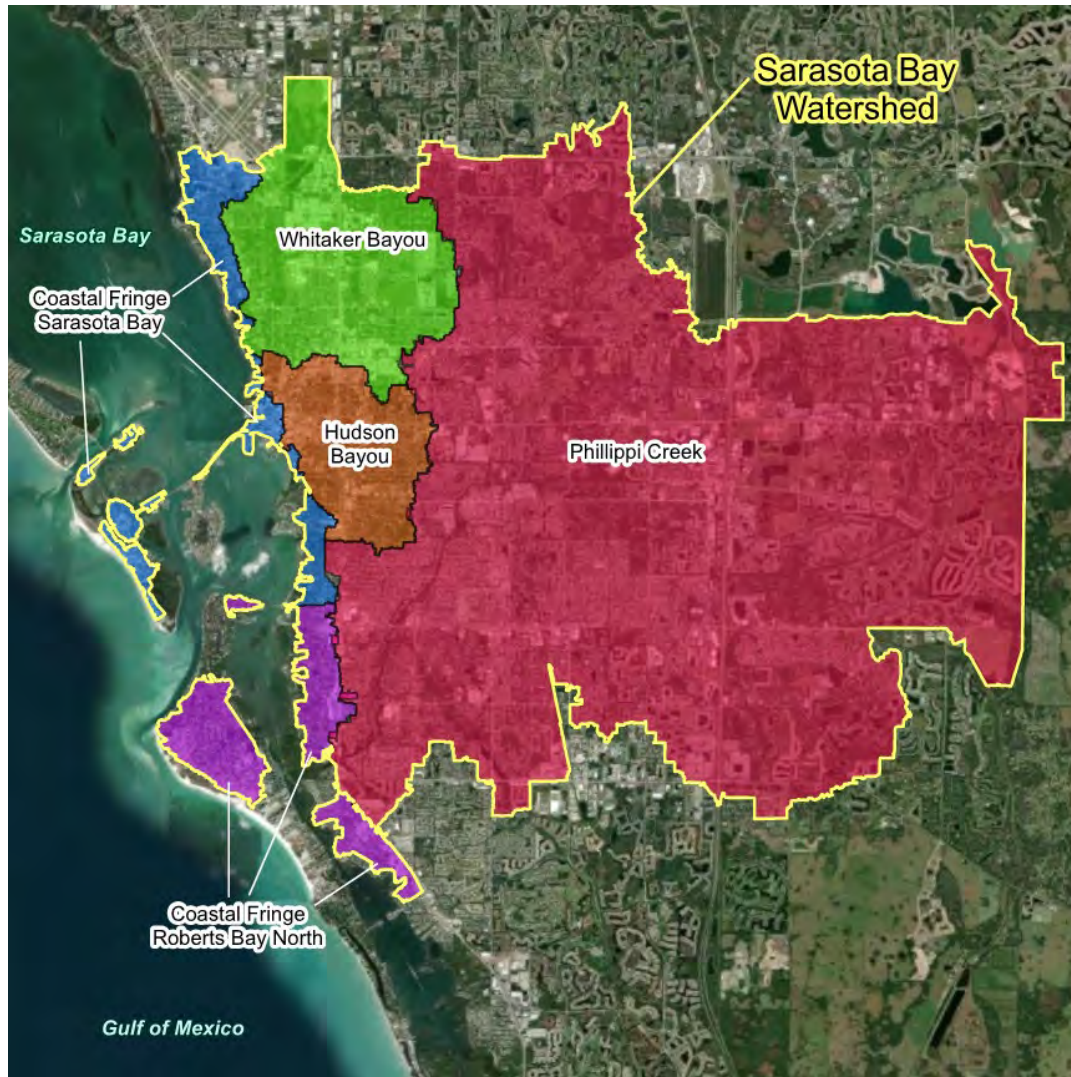 Sarasota Bay
Watershed
Sarasota Bay
Whitaker Bayou
Coastal Fringe
Sarasota Bay
Hudson
Bayou
Phillippi Creek
Coastal Fringe
Roberts Bay North
Gulf of Mexico